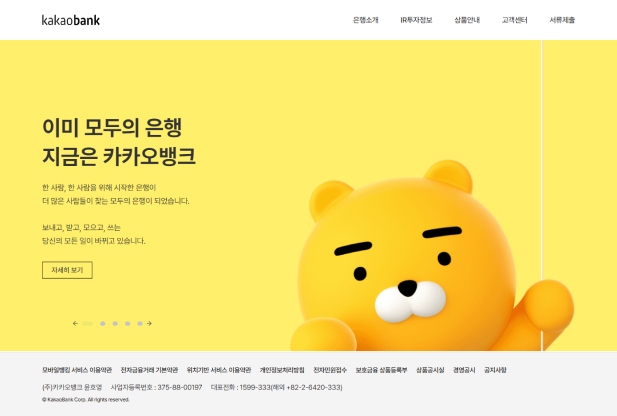 kakaobank
은행소개 IR투자정보 상품안내 고객센터 서류제출
이미 모두의 은행
지금은 카카오뱅크
한 사람, 한 사람을 위해 시작한 은행이
더 많은 사람들이 찾는 모두의 은행이 되었습니다.
보내고, 받고, 모으고, 쓰는
당신의 모든 일이 바뀌고 있습니다.
자세히 보기
모바일뱅킹 서비스 이용약관 전자금융거래 기본약관 위치기반 서비스 이용약관 개인정보처리방침 전자민원접수 보호금융 상품등록부 상품공시실 경영공시 공지사항
(주)카카오뱅크 윤호영 사업자등록번호 : 375-88-00197 대표전화 : 1599-333(해외 +82-2-6420-333)
© KakaoBank Corp. All rights reserved.